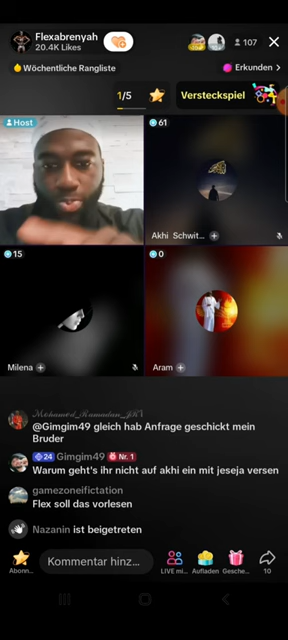 Flexabrenyah
20.4K Likes
107
Wöchentliche Rangliste
Erkunden
1/5
Versteckspiel
Host
61
Akhi Schwit...
15
Milena
0
Aram
@Gimgim49 gleich hab Anfrage geschickt mein
Bruder
24 Gimgim49 Nr. 1
Warum geht's ihr nicht auf akhi ein mit jeseja versen
gamezoneifictation
Flex soll das vorlesen
Nazanin ist beigetreten
Kommentar hinz...
Abonn...
LIVE mi...
Aufladen
Gesche...
10